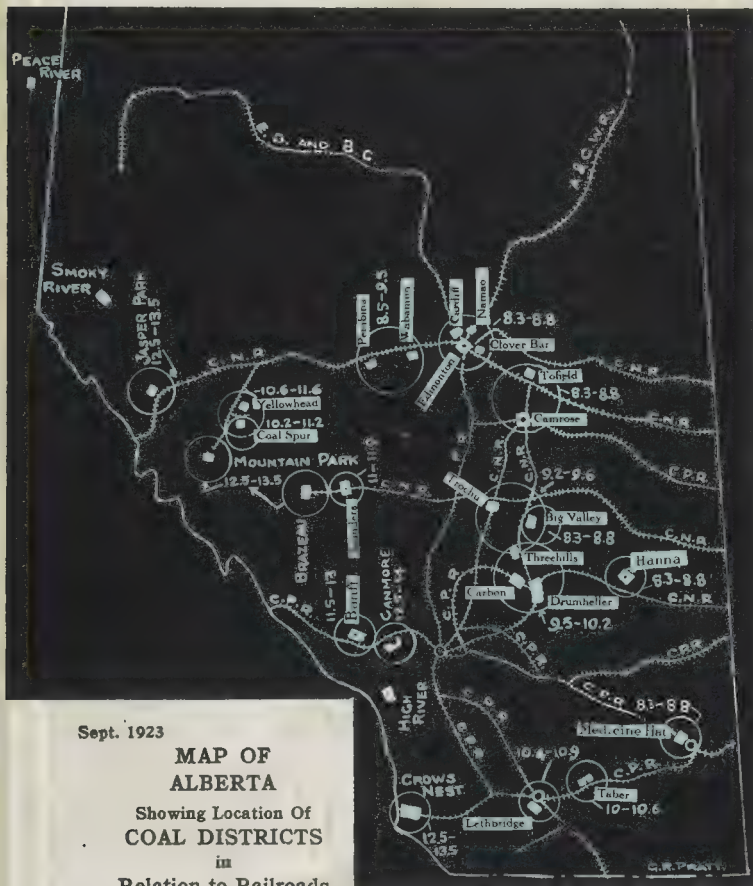 PEACE
RIVER
AND B.C
A.& G.W.RY.
SMOKY
RIVER
JASPER PARK
12.5-13.5
C.N.R
Pembina
8.5-9.5
Wabamun
Cardiff
Namao
8.3-8.8
Clover Bar
Edmonton
C.N.R.
Tofield
8.3-8.8
C.N.R.
10.6-11.6
Yellowhead
10.2-11.2
Coal Spur
Camrose
C.P.R.
MOUNTAIN PARK
12.5-13.5
C.N.R.
C.N.R.
9.2-9.6
Trochu
BRAZEAU
Big Valley
8.3-8.8
C.N.R.
Threehills
Hanna
8.3-8.8
Carbon
Drumheller
C.N.R.
9.5-10.2
C.P.R
11.5-13
Banff
CANMORE
C.P.R
C.P.R.
C.P.R.
HIGH
RIVER
C.P.R. 8.3-8.8
Medicine Hat
C.P.R.
10.4-10.9
C.P.R.
CROWS
NEST
Taber
10-10.6
Lethbridge
12.5-
13.5
G.R. PRATT
Sept. 1923
MAP OF
ALBERTA
Showing Location Of
COAL DISTRICTS
in
Relation to Railroads